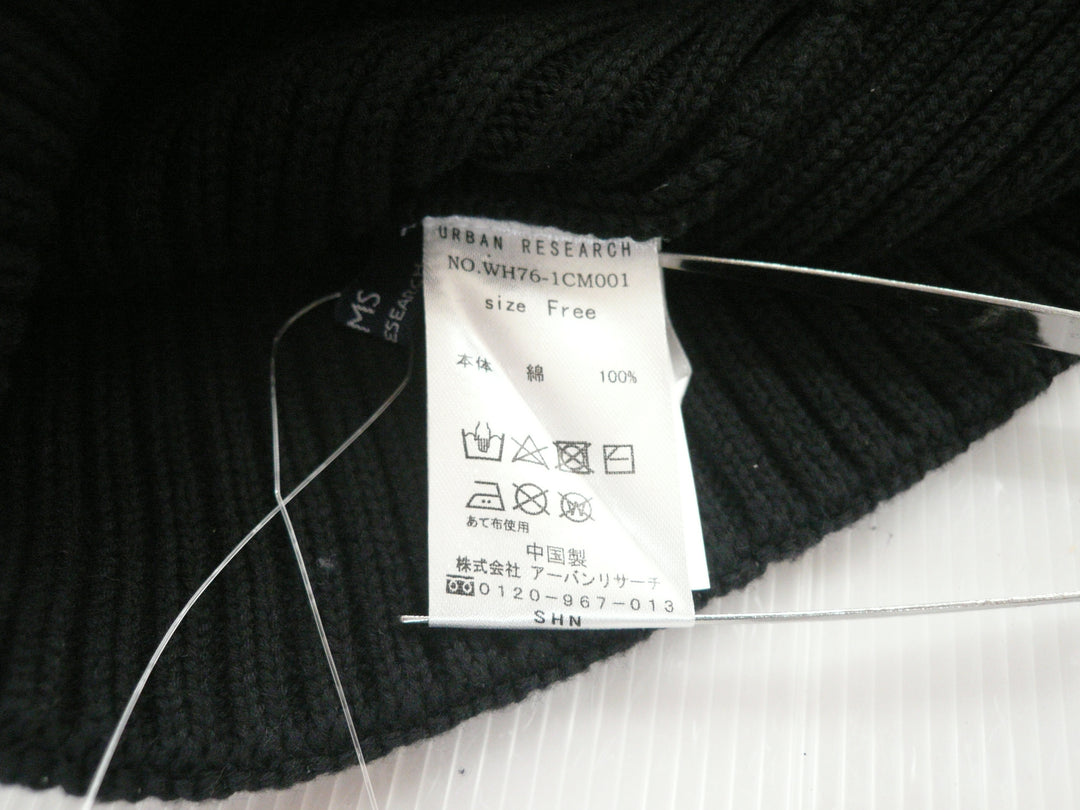 URBAN RESEARCH
NO.WH76-1CM001
size Free
本体 綿 100%
あて布使用
中国製
株式会社 アーバンリサーチ
0120-967-013
SHN
MS
ESEARCH